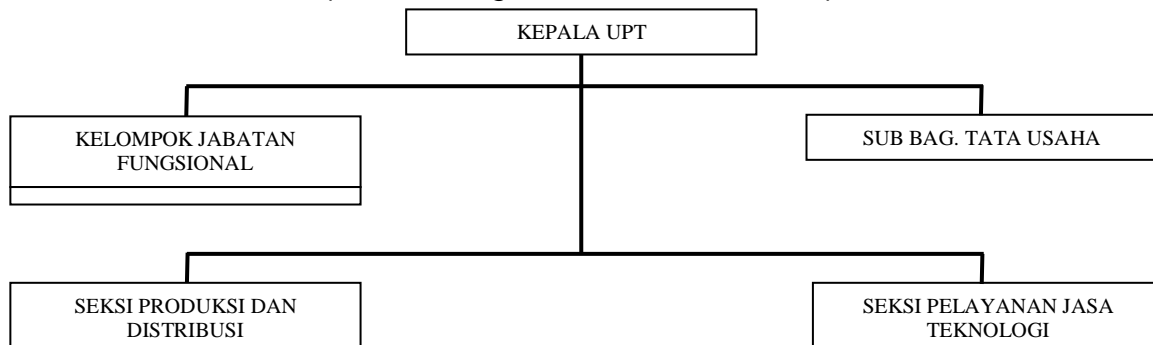 KEPALA UPT
KELOMPOK JABATAN
FUNGSIONAL
SUB BAG. TATA USAHA
SEKSI PRODUKSI DAN
DISTRIBUSI
SEKSI PELAYANAN JASA
TEKNOLOGI